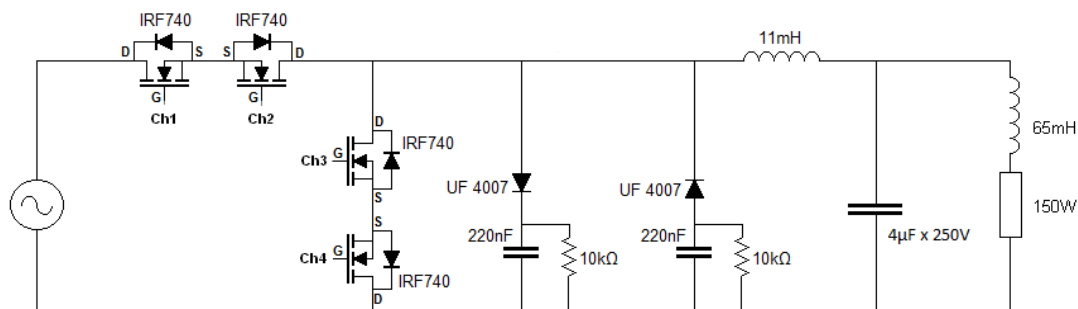 IRF740
IRF740
D
S
S
D
G
G
Ch1
Ch2
11mH
D
G
Ch3
IRF740
S
S
G
Ch4
IRF740
D
UF 4007
220nF
10kΩ
UF 4007
220nF
10kΩ
4µF x 250V
65mH
150W